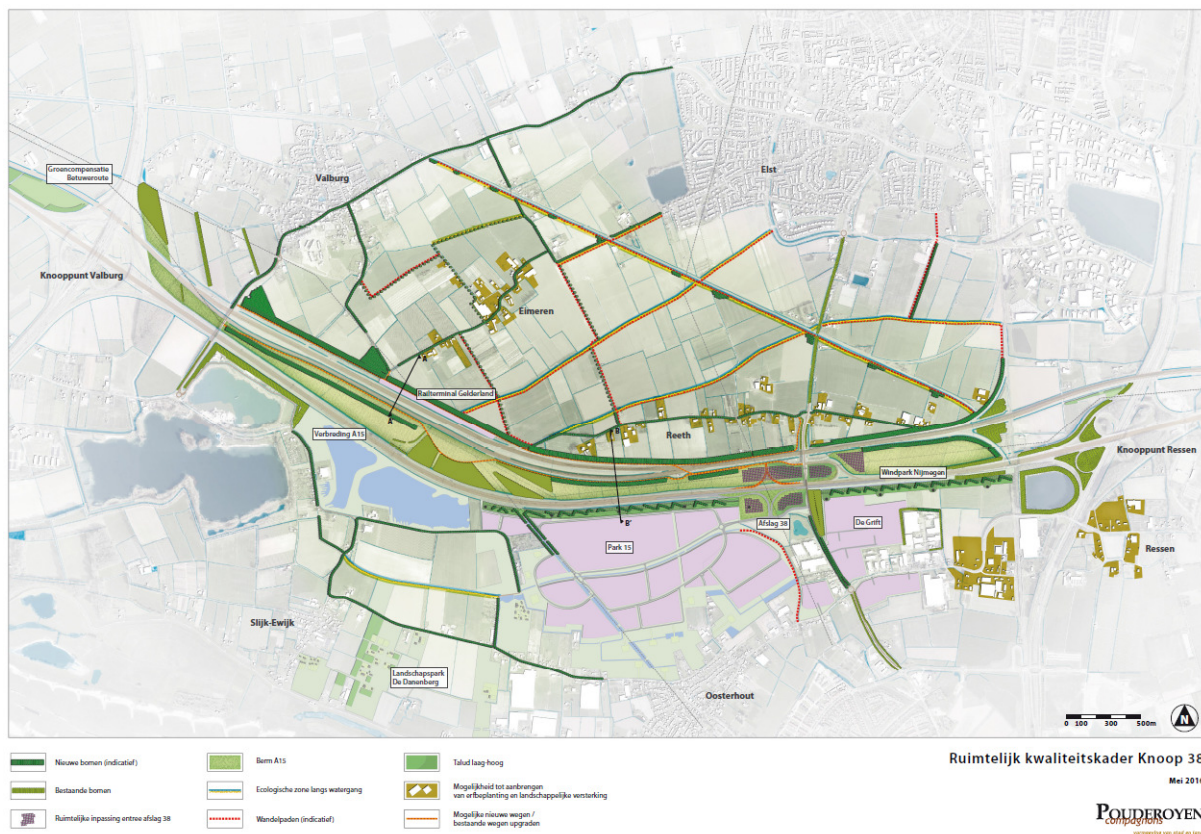 Groencompensatie
Betuweroute
Valburg
Elst
Knooppunt Valburg
Eimeren
A'
Railterminal Gelderland
A
Verbreding A15
B
Reeth
Knooppunt Ressen
Windpark Nijmegen
B'
Afslag 38
De Grift
Park 15
Ressen
Slijk-Ewijk
Landschapspark
De Danenberg
Oosterhout
0 100 300 500m
N
Nieuwe bomen (indicatief)
Berm A15
Talud laag-hoog
Bestaande bomen
Ecologische zone langs watergang
Mogelijkheid tot aanbrengen
van erfbeplanting en landschappelijke versterking
Ruimtelijke inpassing entree afslag 38
Wandelpaden (indicatief)
Mogelijke nieuwe wegen /
bestaande wegen upgraden
Ruimtelijk kwaliteitskader Knoop 38
Mei 2016
POUDEROYEN
compagnons